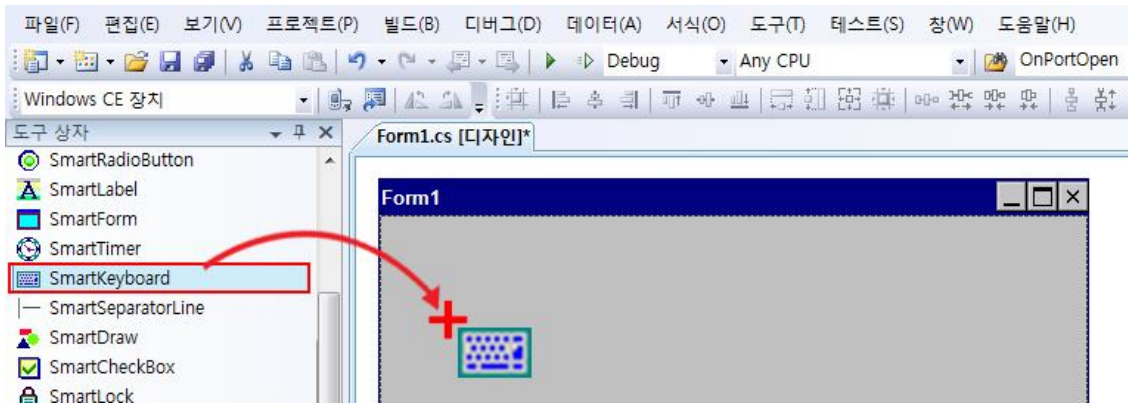 파일(F) 편집(E) 보기(V) 프로젝트(P) 빌드(B) 디버그(D) 데이터(A) 서식(O) 도구(T) 테스트(S) 창(W) 도움말(H)
Debug Any CPU OnPortOpen
Windows CE 장치
도구 상자
Form1.cs [디자인]*
SmartRadioButton
SmartLabel
Form1
SmartForm
SmartTimer
SmartKeyboard
SmartSeparatorLine
SmartDraw
SmartCheckBox
SmartLock